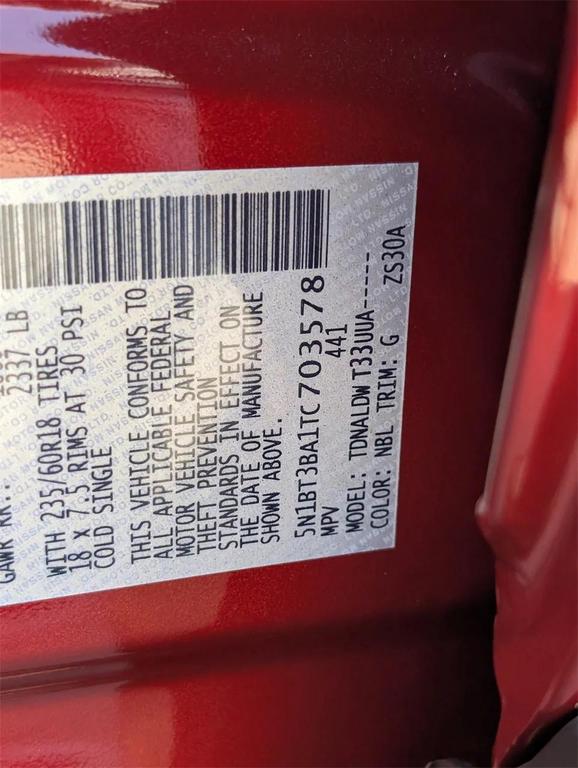 GAWR RR.:
2337 LB
WITH 235/60R18 TIRES
18 X 7.5 RIMS AT 30 PSI
COLD SINGLE
THIS VEHICLE CONFORMS TO
ALL APPLICABLE FEDERAL
MOTOR VEHICLE SAFETY AND
THEFT PREVENTION
STANDARDS IN EFFECT ON
THE DATE OF MANUFACTURE
SHOWN ABOVE.
5N1BT3BA1TC703578
MPV 441
MODEL: TDNALDW T33UUA-----
COLOR: NBL TRIM: G ZS30A